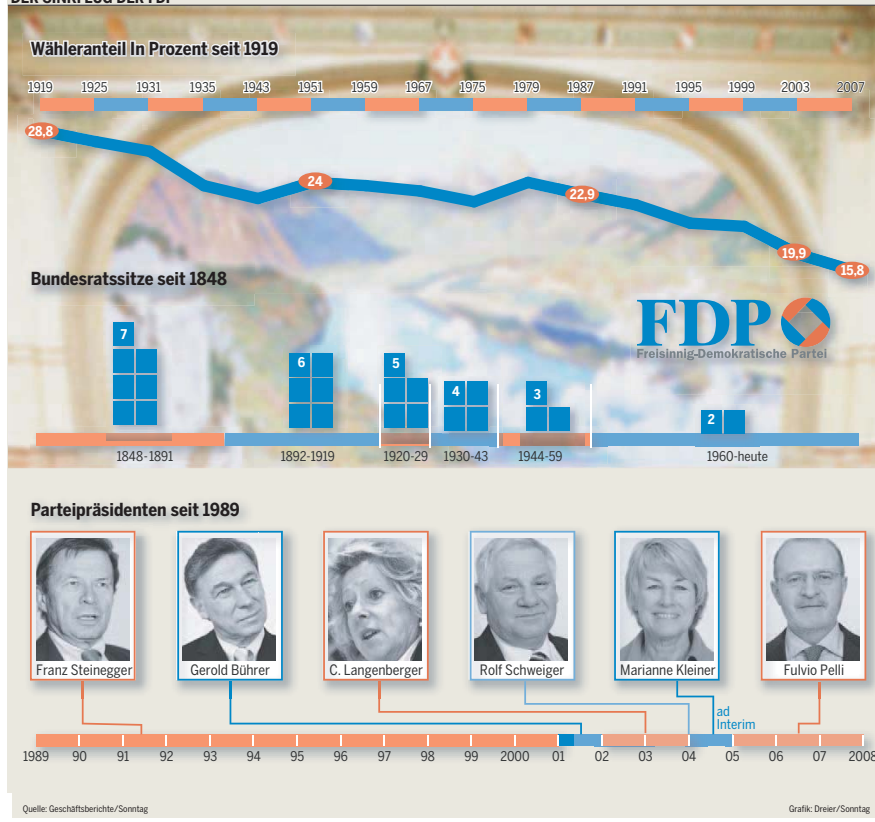 DER SINKFLUG DER FDP
Wähleranteil In Prozent seit 1919
1919 1925 1931 1935 1943 1951 1959 1967 1975 1979 1987 1991 1995 1999 2003 2007
28,8
24
22,9
19,9
15,8
Bundesratssitze seit 1848
FDP
Freisinnig-Demokratische Partei
7
6
5
4
3
2
1848-1891 1892-1919 1920-29 1930-43 1944-59 1960-heute
Parteipräsidenten seit 1989
Franz Steinegger Gerold Bührer C. Langenberger Rolf Schweiger Marianne Kleiner Fulvio Pelli
ad
Interim
1989 90 91 92 93 94 95 96 97 98 99 2000 01 02 03 04 05 06 07 2008
Quelle: Geschäftsberichte/Sonntag Grafik: Dreier/Sonntag